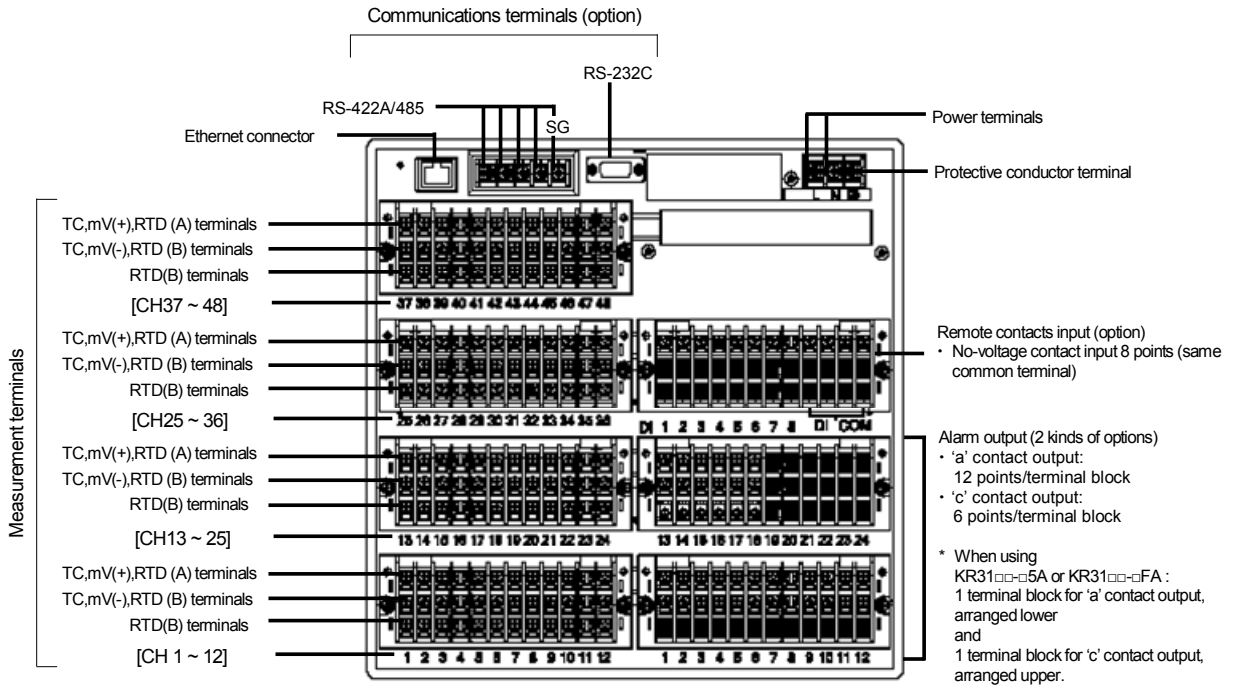 Communications terminals (option)
RS-232C
RS-422A/485
SG
Ethernet connector
Power terminals
Protective conductor terminal
L N
Measurement terminals
TC,mV(+),RTD (A) terminals
TC,mV(-),RTD (B) terminals
RTD(B) terminals
[CH37 ~ 48]
37 38 39 40 41 42 43 44 45 46 47 48
TC,mV(+),RTD (A) terminals
TC,mV(-),RTD (B) terminals
RTD(B) terminals
[CH25 ~ 36]
25 26 27 28 29 30 31 32 33 34 35 36
DI 1 2 3 4 5 6 7 8 DI COM
Remote contacts input (option)
・ No-voltage contact input 8 points (same
common terminal)
TC,mV(+),RTD (A) terminals
TC,mV(-),RTD (B) terminals
RTD(B) terminals
[CH13 ~ 25]
13 14 15 16 17 18 19 20 21 22 23 24
13 14 15 16 17 18 19 20 21 22 23 24
Alarm output (2 kinds of options)
・ ‘a’ contact output:
12 points/terminal block
・ ‘c’ contact output:
6 points/terminal block
* When using
KR31□□-□5A or KR31□□-□FA :
1 terminal block for ‘a’ contact output,
arranged lower
and
1 terminal block for ‘c’ contact output,
arranged upper.
TC,mV(+),RTD (A) terminals
TC,mV(-),RTD (B) terminals
RTD(B) terminals
[CH 1 ~ 12]
1 2 3 4 5 6 7 8 9 10 11 12
1 2 3 4 5 6 7 8 9 10 11 12